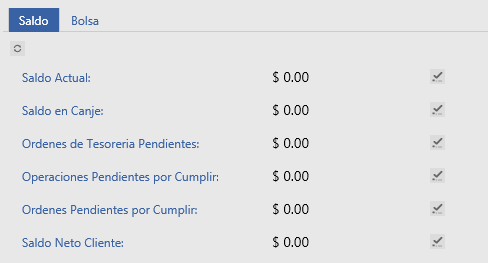 Saldo Bolsa
Saldo Actual: $ 0.00
Saldo en Canje: $ 0.00
Ordenes de Tesoreria Pendientes: $ 0.00
Operaciones Pendientes por Cumplir: $ 0.00
Ordenes Pendientes por Cumplir: $ 0.00
Saldo Neto Cliente: $ 0.00